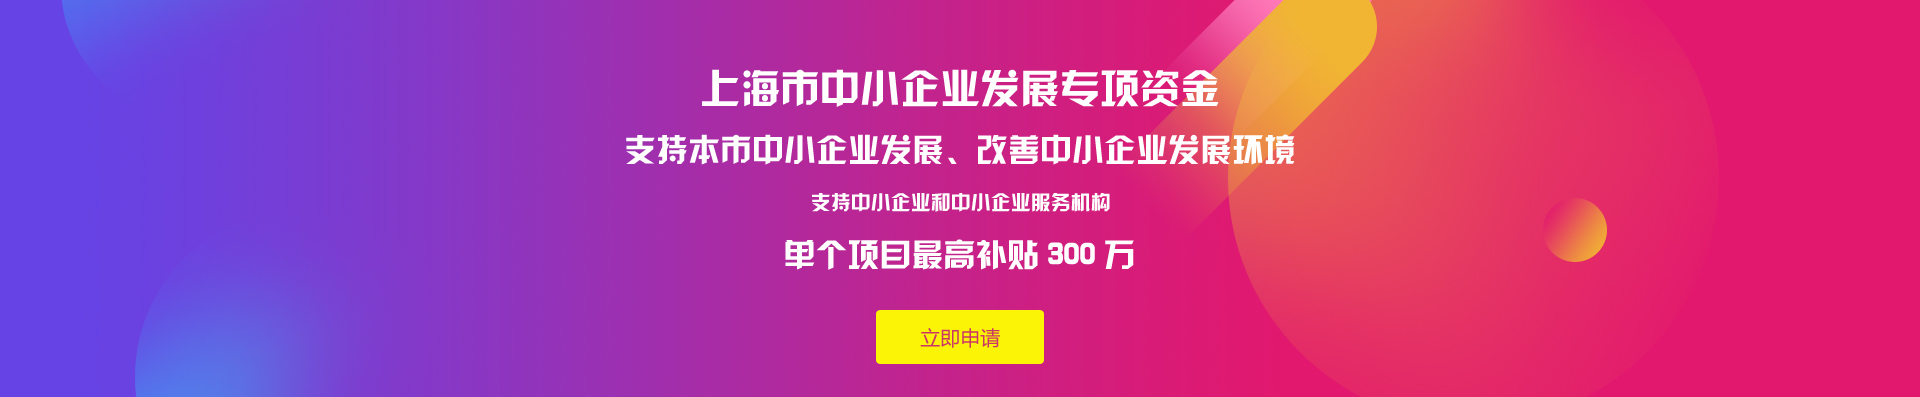 上海市中小企业发展专项资金
支持本市中小企业发展、改善中小企业发展环境
支持中小企业和中小企业服务机构
单个项目最高补贴 300 万
立即申请